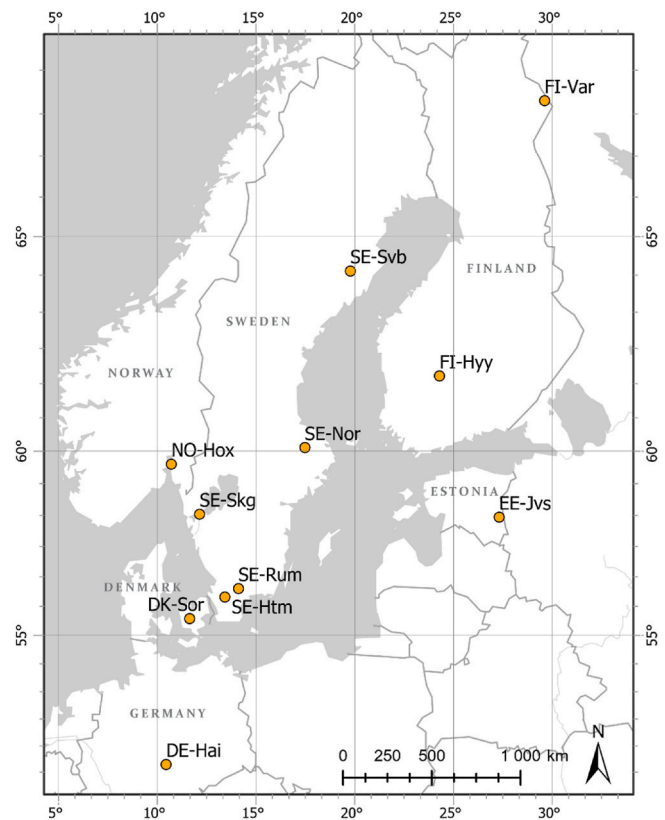 5° 10° 15° 20° 25° 30°
FI-Var
65° 65°
SE-Svb
FINLAND
SWEDEN
FI-Hyy
NORWAY
SE-Nor
60° NO-Hox 60°
SE-Skg
ESTONIA
EE-Jvs
SE-Rum
DENMARK
DK-Sor SE-Htm
55° 55°
GERMANY
N
DE-Hai
0 250 500 1 000 km
5° 10° 15° 20° 25° 30°